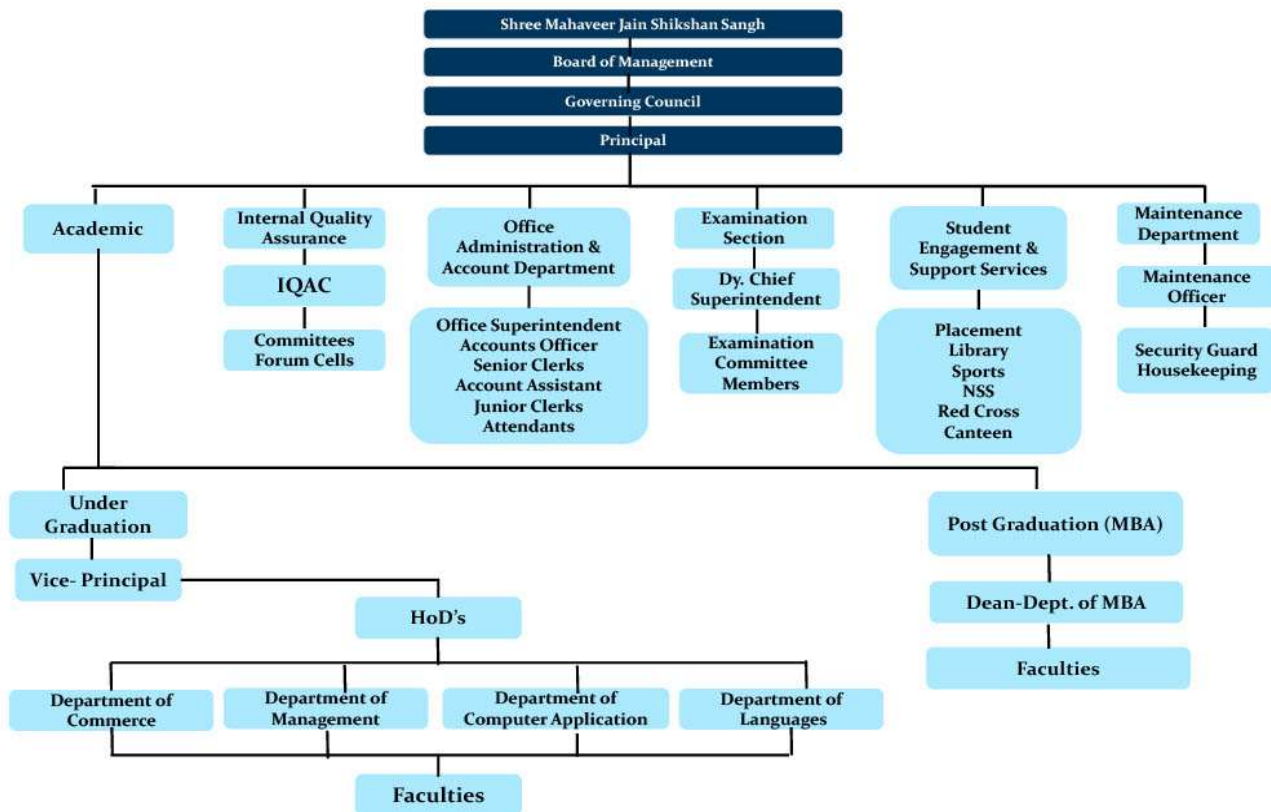 Shree Mahaveer Jain Shikshan Sangh
Board of Management
Governing Council
Principal
Academic
Internal Quality
Assurance
IQAC
Committees
Forum Cells
Office
Administration &
Account Department
Office Superintendent
Accounts Officer
Senior Clerks
Account Assistant
Junior Clerks
Attendants
Examination
Section
Dy. Chief
Superintendent
Examination
Committee
Members
Student
Engagement &
Support Services
Placement
Library
Sports
NSS
Red Cross
Canteen
Maintenance
Department
Maintenance
Officer
Security Guard
Housekeeping
Under
Graduation
Vice- Principal
HoD's
Department of
Commerce
Department of
Management
Department of
Computer Application
Department of
Languages
Faculties
Post Graduation (MBA)
Dean-Dept. of MBA
Faculties